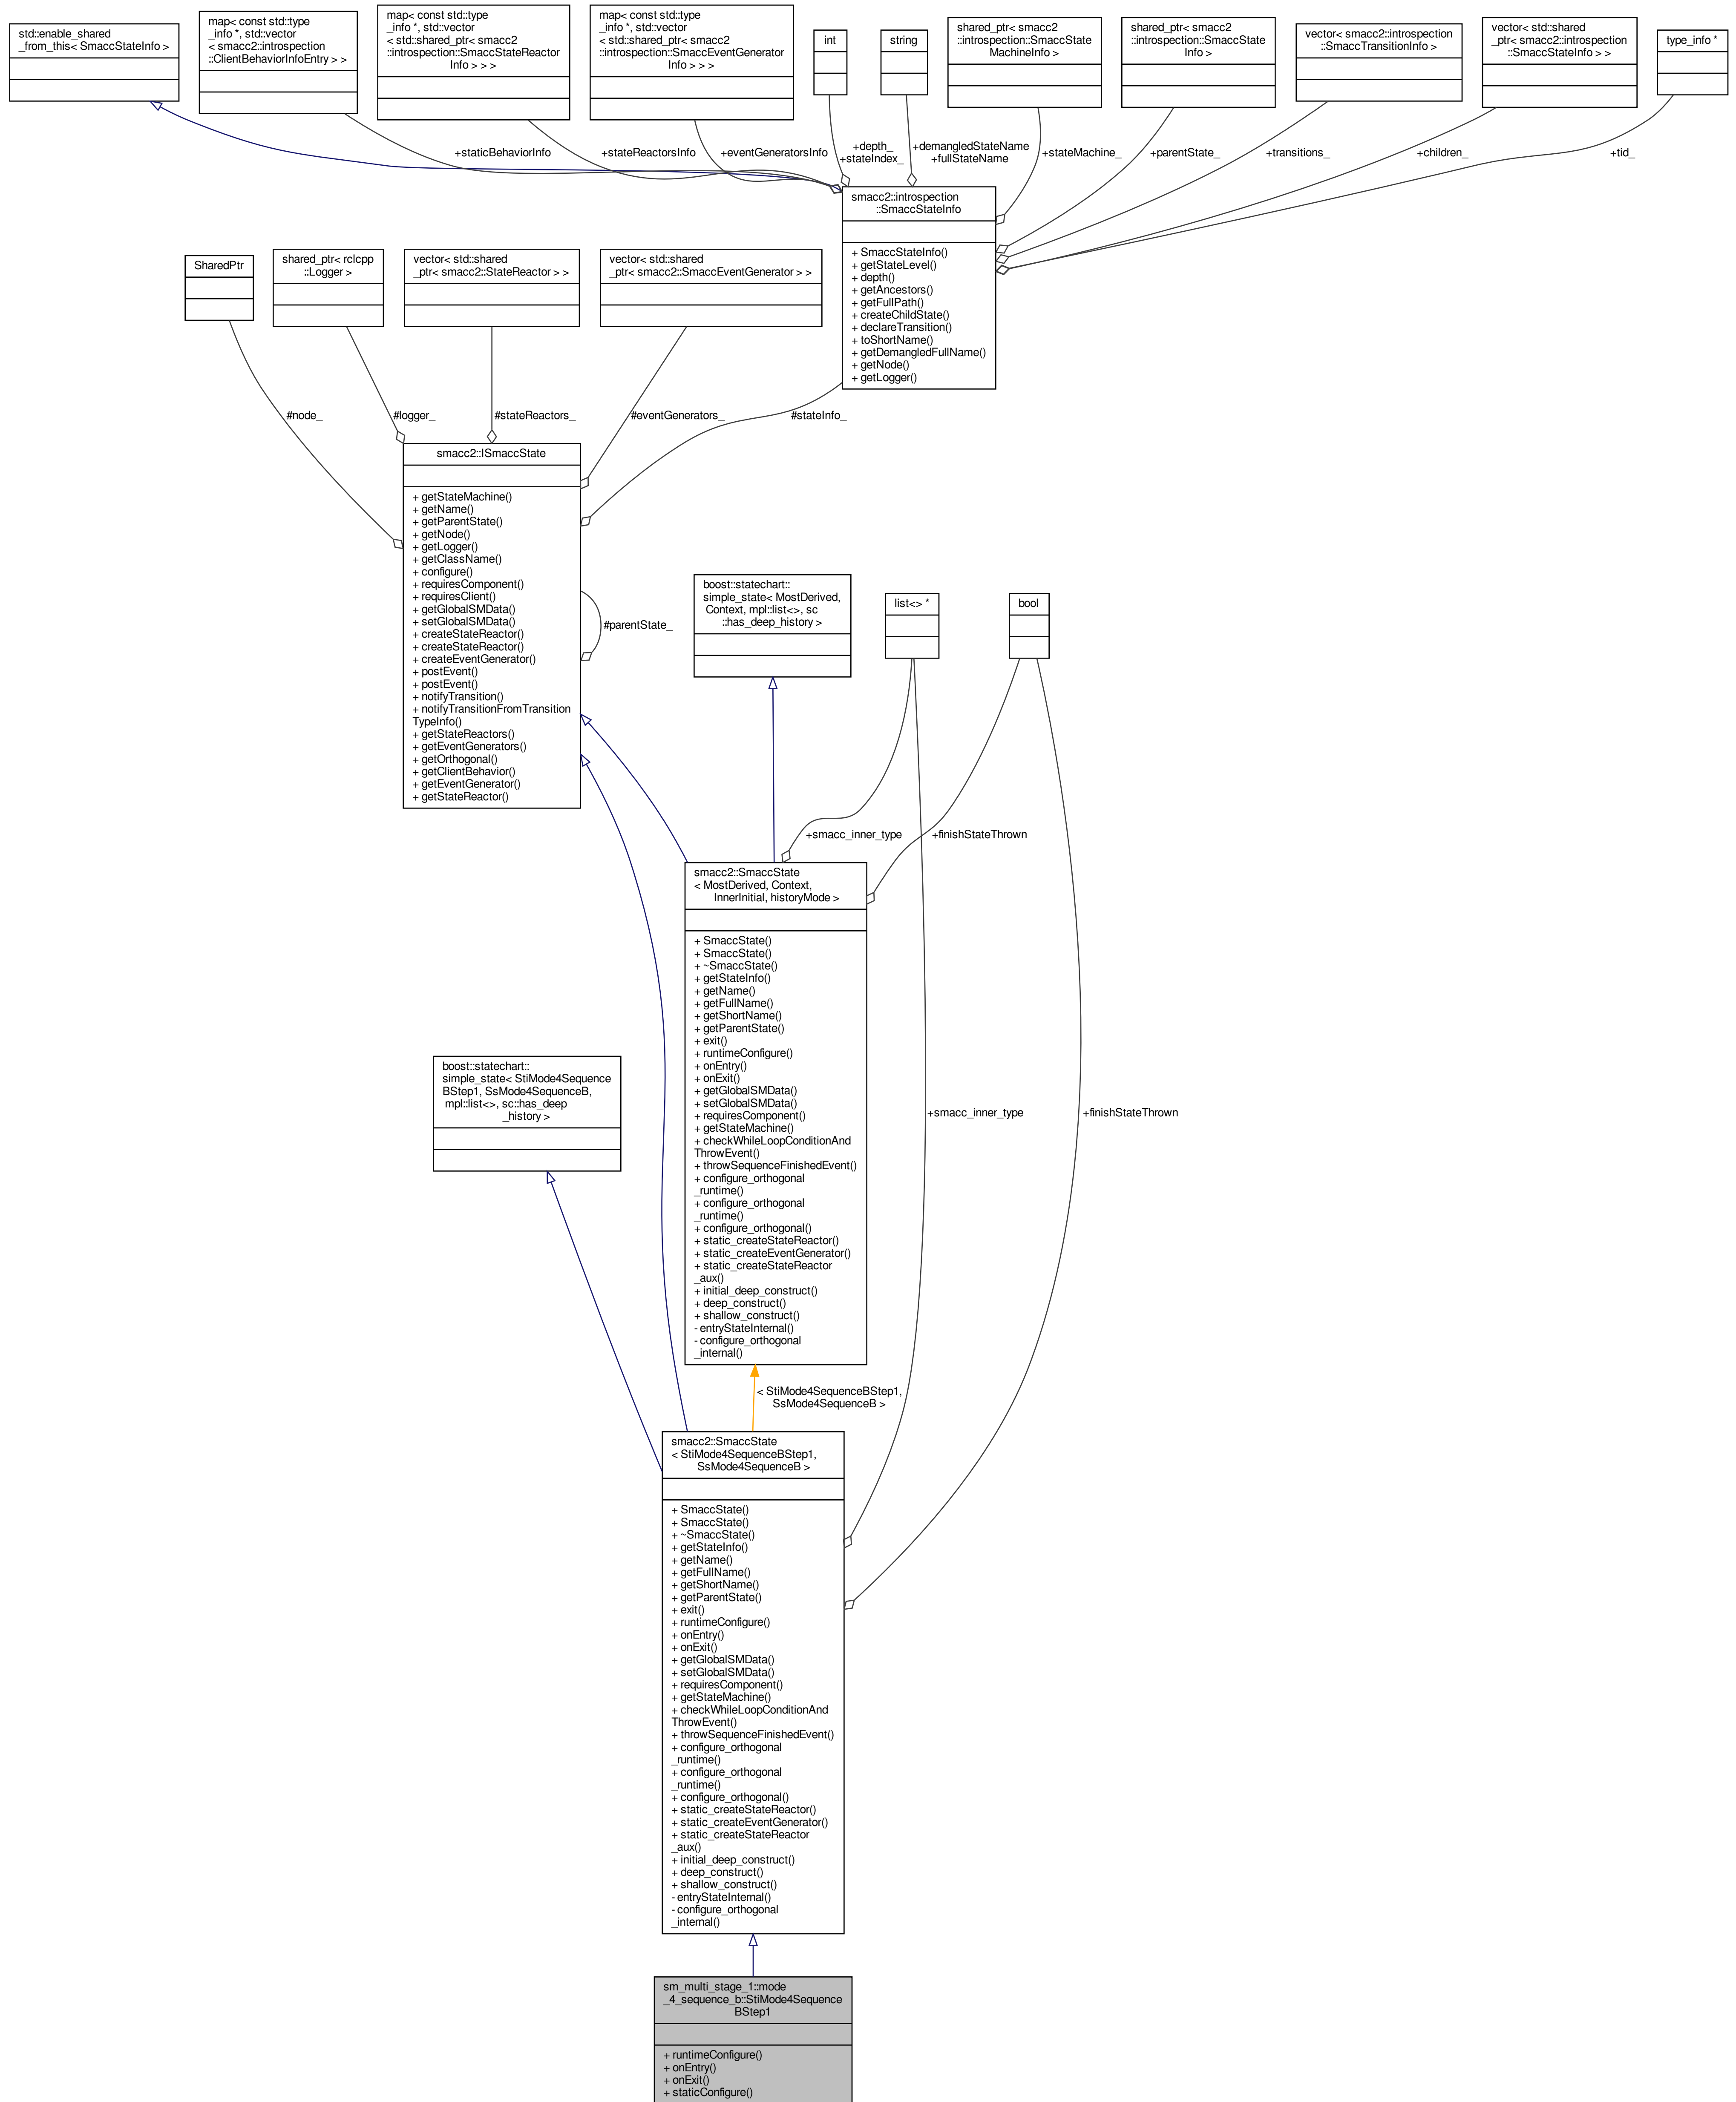 std::enable_shared
_from_this< SmaccStateInfo >
map< const std::type
_info *, std::vector
< smacc2::introspection
::ClientBehaviorInfoEntry > >
map< const std::type
_info *, std::vector
< std::shared_ptr< smacc2
::introspection::SmaccStateReactor
Info > > >
map< const std::type
_info *, std::vector
< std::shared_ptr< smacc2
::introspection::SmaccEventGenerator
Info > > >
int
string
shared_ptr< smacc2
::introspection::SmaccState
MachineInfo >
shared_ptr< smacc2
::introspection::SmaccState
Info >
vector< smacc2::introspection
::SmaccTransitionInfo >
vector< std::shared
_ptr< smacc2::introspection
::SmaccStateInfo > >
type_info *
+staticBehaviorInfo
+stateReactorsInfo
+eventGeneratorsInfo
+depth_
+stateIndex_
+demangledStateName
+fullStateName
+stateMachine_
+parentState_
+transitions_
+children_
+tid_
smacc2::introspection
::SmaccStateInfo
+ SmaccStateInfo()
+ getStateLevel()
+ depth()
+ getAncestors()
+ getFullPath()
+ createChildState()
+ declareTransition()
+ toShortName()
+ getDemangledFullName()
+ getNode()
+ getLogger()
SharedPtr
shared_ptr< rclcpp
::Logger >
vector< std::shared
_ptr< smacc2::StateReactor > >
vector< std::shared
_ptr< smacc2::SmaccEventGenerator > >
#node_
#logger_
#stateReactors_
#eventGenerators_
#stateInfo_
smacc2::ISmaccState
+ getStateMachine()
+ getName()
+ getParentState()
+ getNode()
+ getLogger()
+ getClassName()
+ configure()
+ requiresComponent()
+ requiresClient()
+ getGlobalSMData()
+ setGlobalSMData()
+ createStateReactor()
+ createStateReactor()
+ createEventGenerator()
+ postEvent()
+ postEvent()
+ notifyTransition()
+ notifyTransitionFromTransition
TypeInfo()
+ getStateReactors()
+ getEventGenerators()
+ getOrthogonal()
+ getClientBehavior()
+ getEventGenerator()
+ getStateReactor()
#parentState_
boost::statechart::
simple_state< MostDerived,
Context, mpl::list<>, sc
::has_deep_history >
list<> *
bool
+smacc_inner_type
+finishStateThrown
smacc2::SmaccState
< MostDerived, Context,
InnerInitial, historyMode >
+ SmaccState()
+ SmaccState()
+ ~SmaccState()
+ getStateInfo()
+ getName()
+ getFullName()
+ getShortName()
+ getParentState()
+ exit()
+ runtimeConfigure()
+ onEntry()
+ onExit()
+ getGlobalSMData()
+ setGlobalSMData()
+ requiresComponent()
+ getStateMachine()
+ checkWhileLoopConditionAnd
ThrowEvent()
+ throwSequenceFinishedEvent()
+ configure_orthogonal
_runtime()
+ configure_orthogonal
_runtime()
+ configure_orthogonal()
+ static_createStateReactor()
+ static_createEventGenerator()
+ static_createStateReactor
_aux()
+ initial_deep_construct()
+ deep_construct()
+ shallow_construct()
- entryStateInternal()
- configure_orthogonal
_internal()
boost::statechart::
simple_state< StiMode4Sequence
BStep1, SsMode4SequenceB,
mpl::list<>, sc::has_deep
_history >
+smacc_inner_type
+finishStateThrown
< StiMode4SequenceBStep1,
SsMode4SequenceB >
smacc2::SmaccState
< StiMode4SequenceBStep1,
SsMode4SequenceB >
+ SmaccState()
+ SmaccState()
+ ~SmaccState()
+ getStateInfo()
+ getName()
+ getFullName()
+ getShortName()
+ getParentState()
+ exit()
+ runtimeConfigure()
+ onEntry()
+ onExit()
+ getGlobalSMData()
+ setGlobalSMData()
+ requiresComponent()
+ getStateMachine()
+ checkWhileLoopConditionAnd
ThrowEvent()
+ throwSequenceFinishedEvent()
+ configure_orthogonal
_runtime()
+ configure_orthogonal
_runtime()
+ configure_orthogonal()
+ static_createStateReactor()
+ static_createEventGenerator()
+ static_createStateReactor
_aux()
+ initial_deep_construct()
+ deep_construct()
+ shallow_construct()
- entryStateInternal()
- configure_orthogonal
_internal()
sm_multi_stage_1::mode
_4_sequence_b::StiMode4Sequence
BStep1
+ runtimeConfigure()
+ onEntry()
+ onExit()
+ staticConfigure()